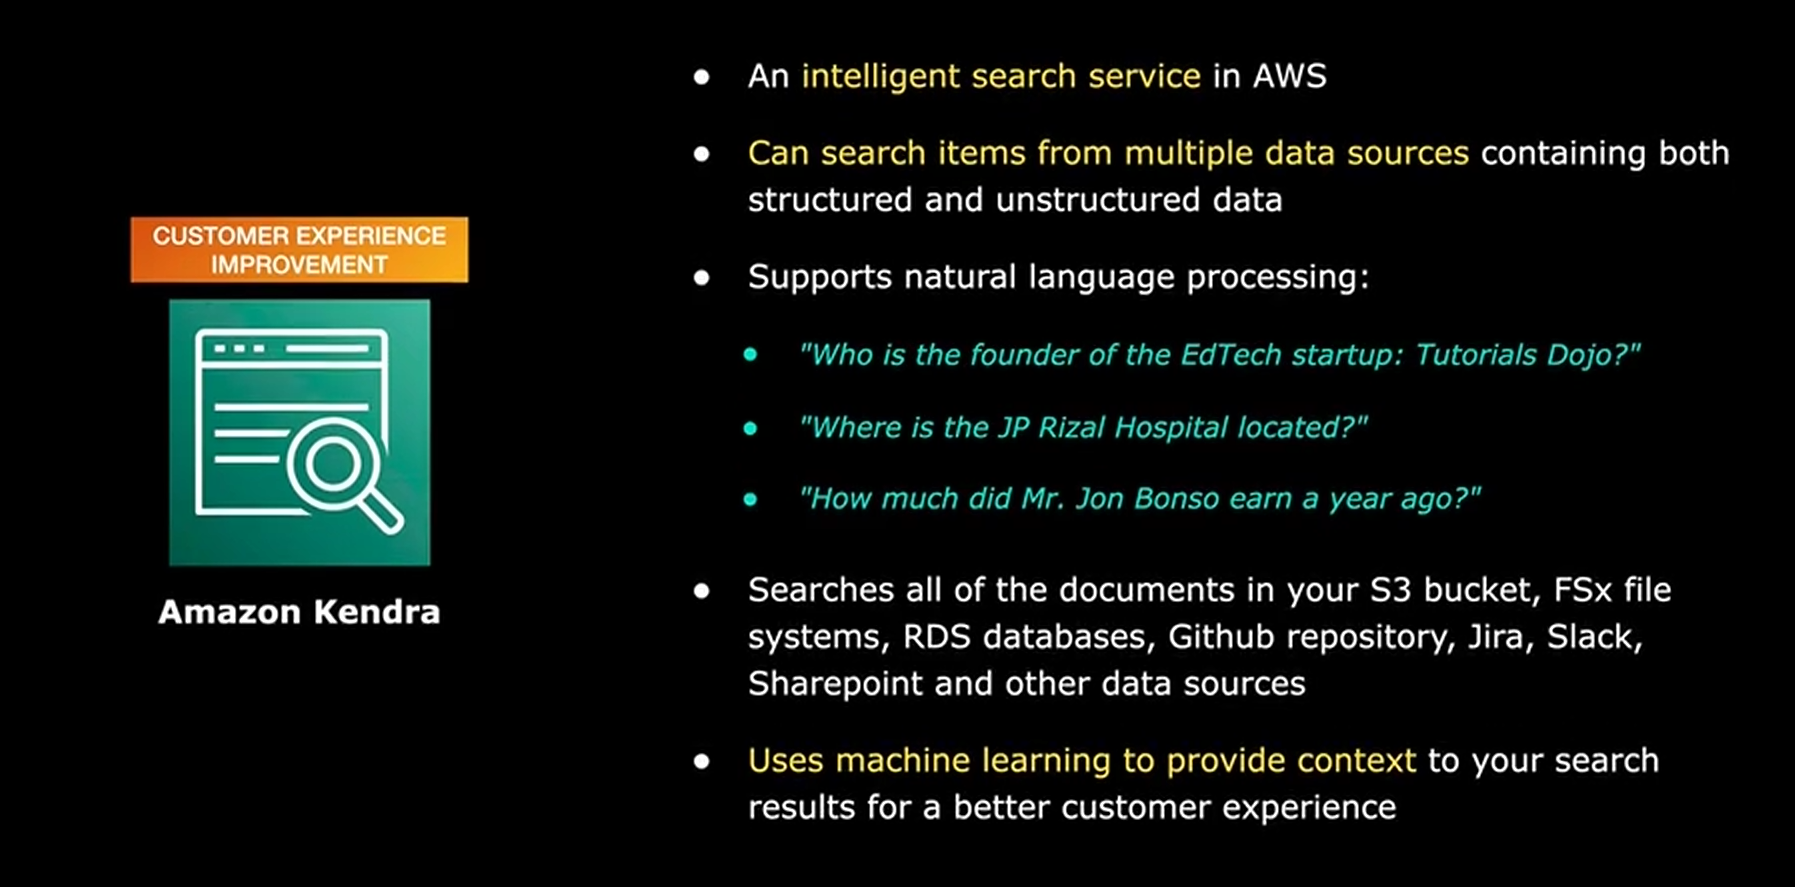 CUSTOMER EXPERIENCE
IMPROVEMENT
Amazon Kendra
● An intelligent search service in AWS
● Can search items from multiple data sources containing both
structured and unstructured data
● Supports natural language processing:
● "Who is the founder of the EdTech startup: Tutorials Dojo?"
● "Where is the JP Rizal Hospital located?"
● "How much did Mr. Jon Bonso earn a year ago?"
● Searches all of the documents in your S3 bucket, FSx file
systems, RDS databases, Github repository, Jira, Slack,
Sharepoint and other data sources
● Uses machine learning to provide context to your search
results for a better customer experience